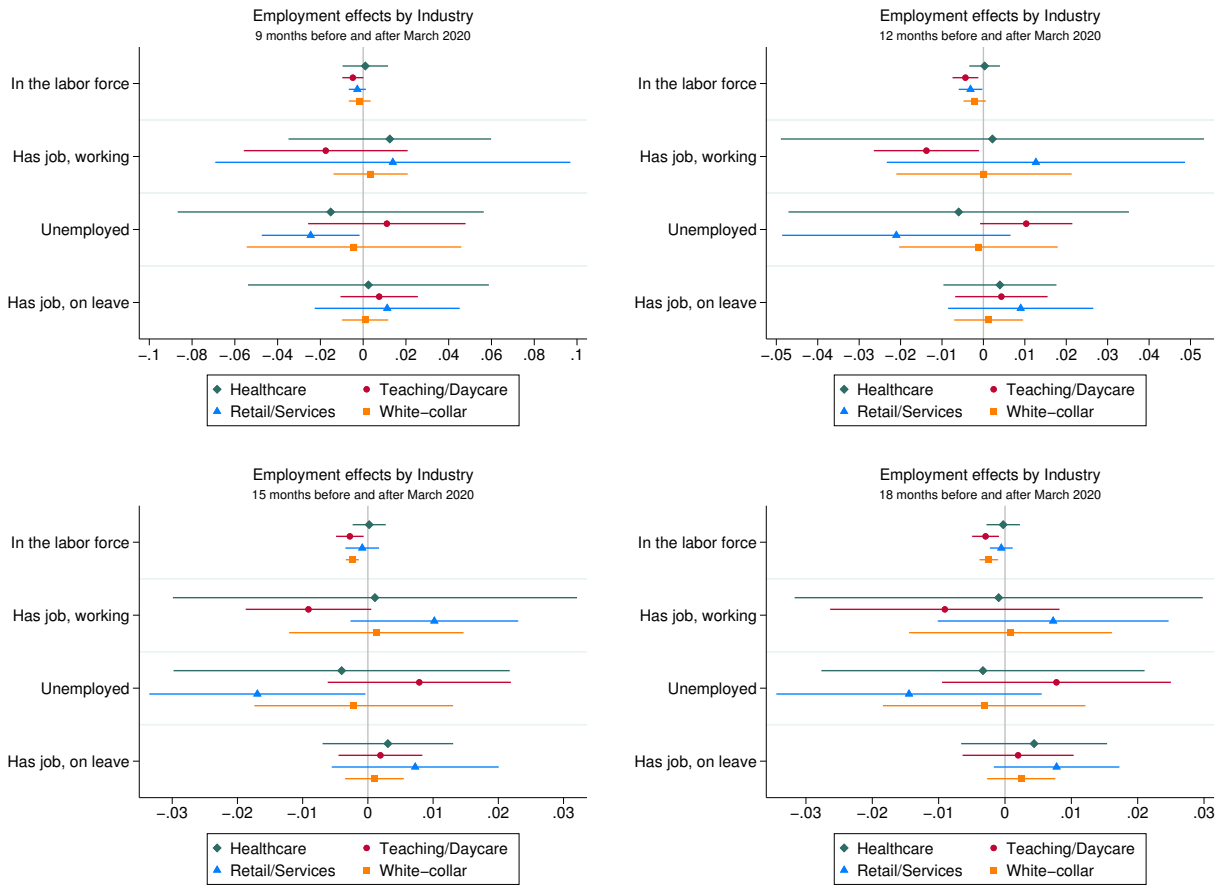 Employment effects by Industry
9 months before and after March 2020
In the labor force
Has job, working
Unemployed
Has job, on leave
−.1 −.08 −.06 −.04 −.02 0 .02 .04 .06 .08 .1
Healthcare Teaching/Daycare
Retail/Services White−collar
Employment effects by Industry
12 months before and after March 2020
In the labor force
Has job, working
Unemployed
Has job, on leave
−.05 −.04 −.03 −.02 −.01 0 .01 .02 .03 .04 .05
Healthcare Teaching/Daycare
Retail/Services White−collar
Employment effects by Industry
15 months before and after March 2020
In the labor force
Has job, working
Unemployed
Has job, on leave
−.03 −.02 −.01 0 .01 .02 .03
Healthcare Teaching/Daycare
Retail/Services White−collar
Employment effects by Industry
18 months before and after March 2020
In the labor force
Has job, working
Unemployed
Has job, on leave
−.03 −.02 −.01 0 .01 .02 .03
Healthcare Teaching/Daycare
Retail/Services White−collar